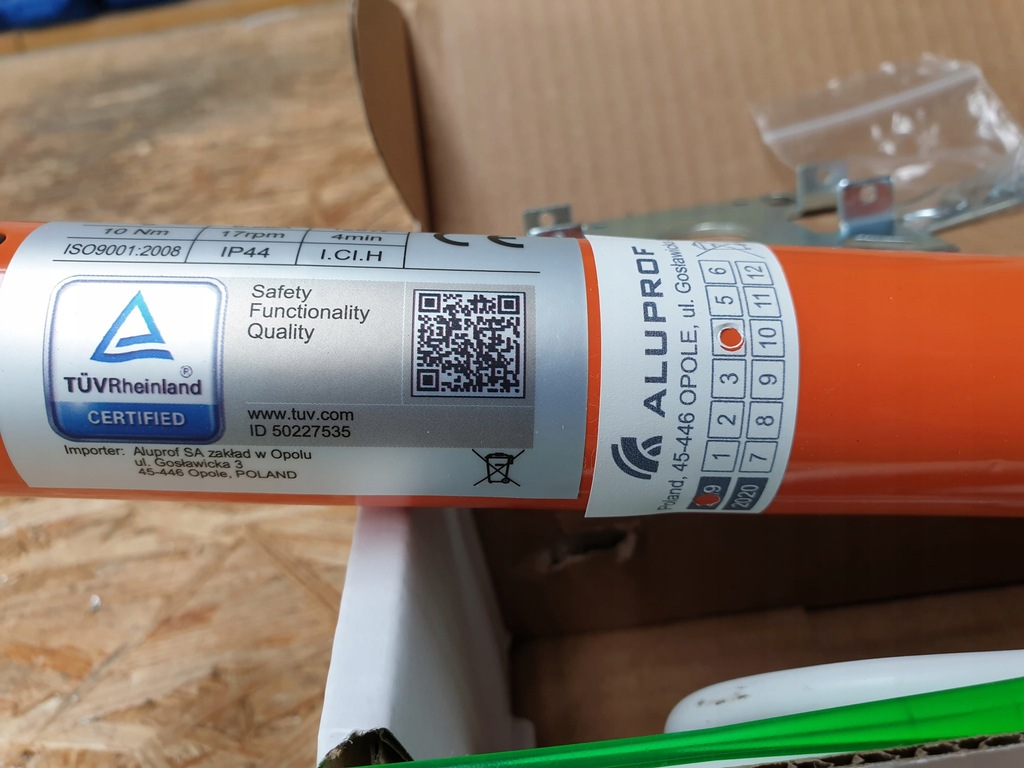 10 Nm 17rpm 4min
ISO9001:2008 IP44 I.Cl.H
CE
TÜVRheinland®
CERTIFIED
Safety
Functionality
Quality
www.tuv.com
ID 50227535
Importer: Aluprof SA zakład w Opolu
ul. Gosławicka 3
45-446 Opole, POLAND
ALUPROF
Poland, 45-446 OPOLE, ul. Gosławicka
1 2 3 5 6
7 8 9 10 11 12
9
2020